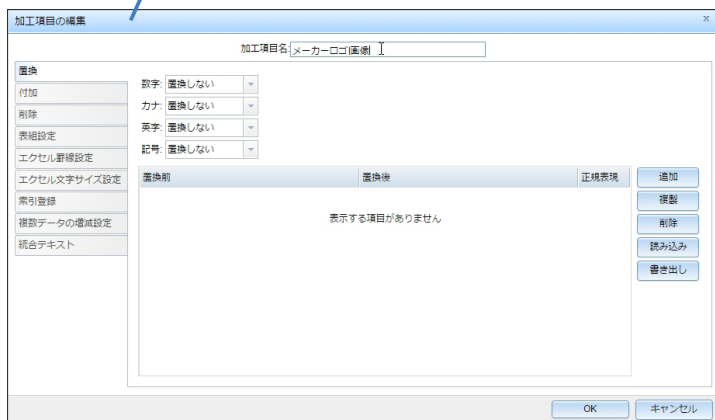 加工項目の編集
x
加工項目名:メーカーロゴ画像
置換
付加
削除
表組設定
エクセル罫線設定
エクセル文字サイズ設定
索引登録
複数データの増減設定
統合テキスト
数字: 置換しない
カナ: 置換しない
英字: 置換しない
記号: 置換しない
置換前 置換後 正規表現
表示する項目がありません
追加
複製
削除
読み込み
書き出し
OK キャンセル